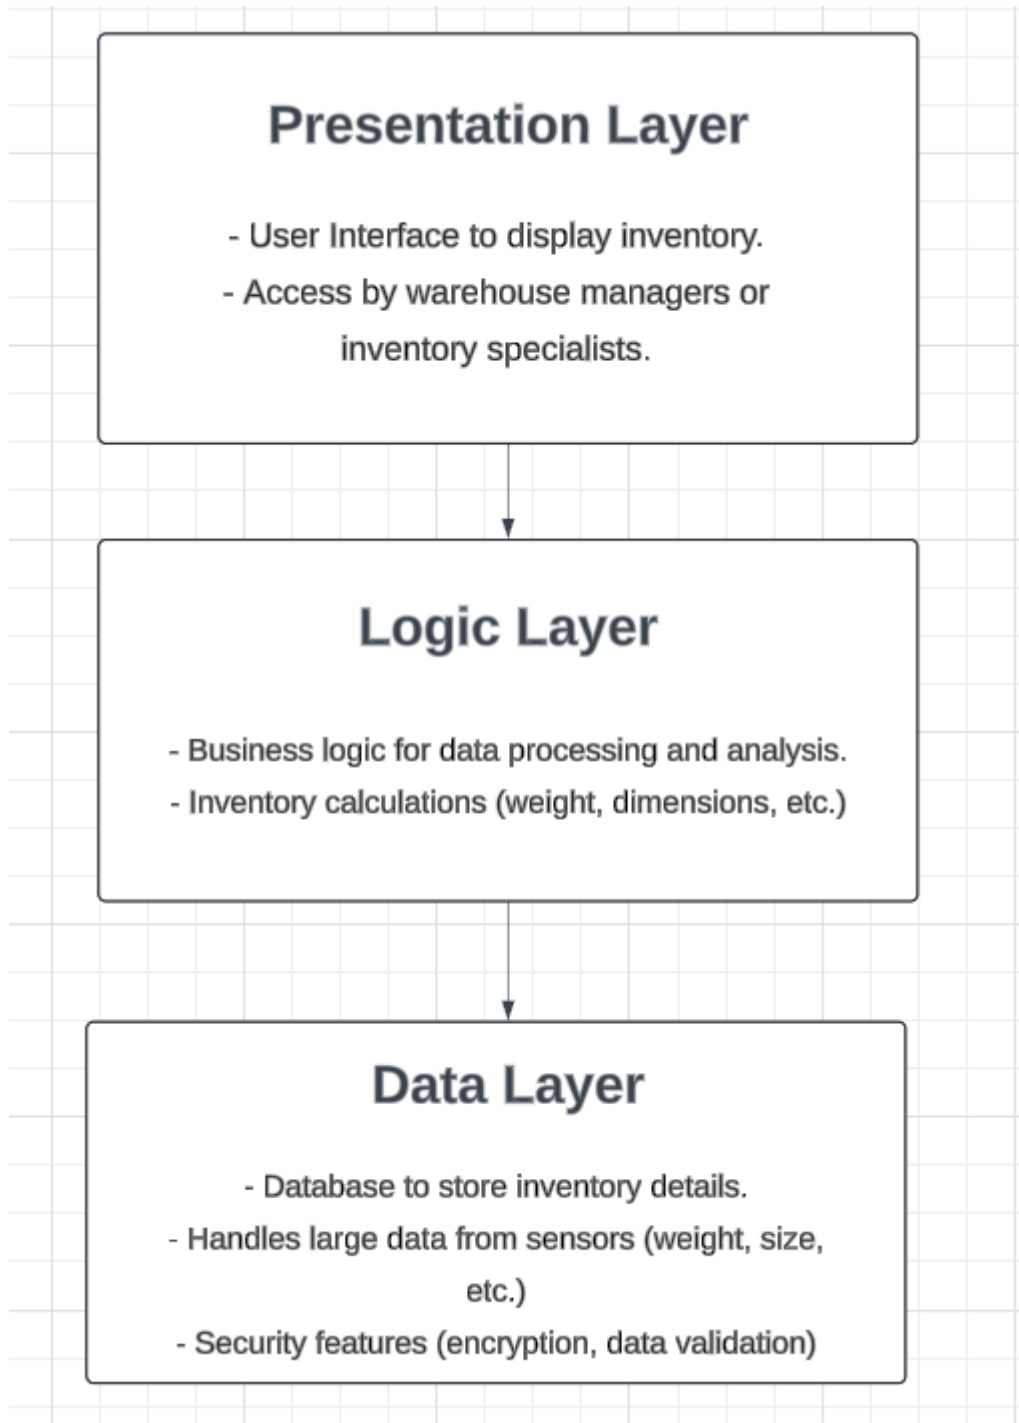 Presentation Layer
- User Interface to display inventory.
- Access by warehouse managers or
inventory specialists.
Logic Layer
- Business logic for data processing and analysis.
- Inventory calculations (weight, dimensions, etc.)
Data Layer
- Database to store inventory details.
- Handles large data from sensors (weight, size,
etc.)
- Security features (encryption, data validation)